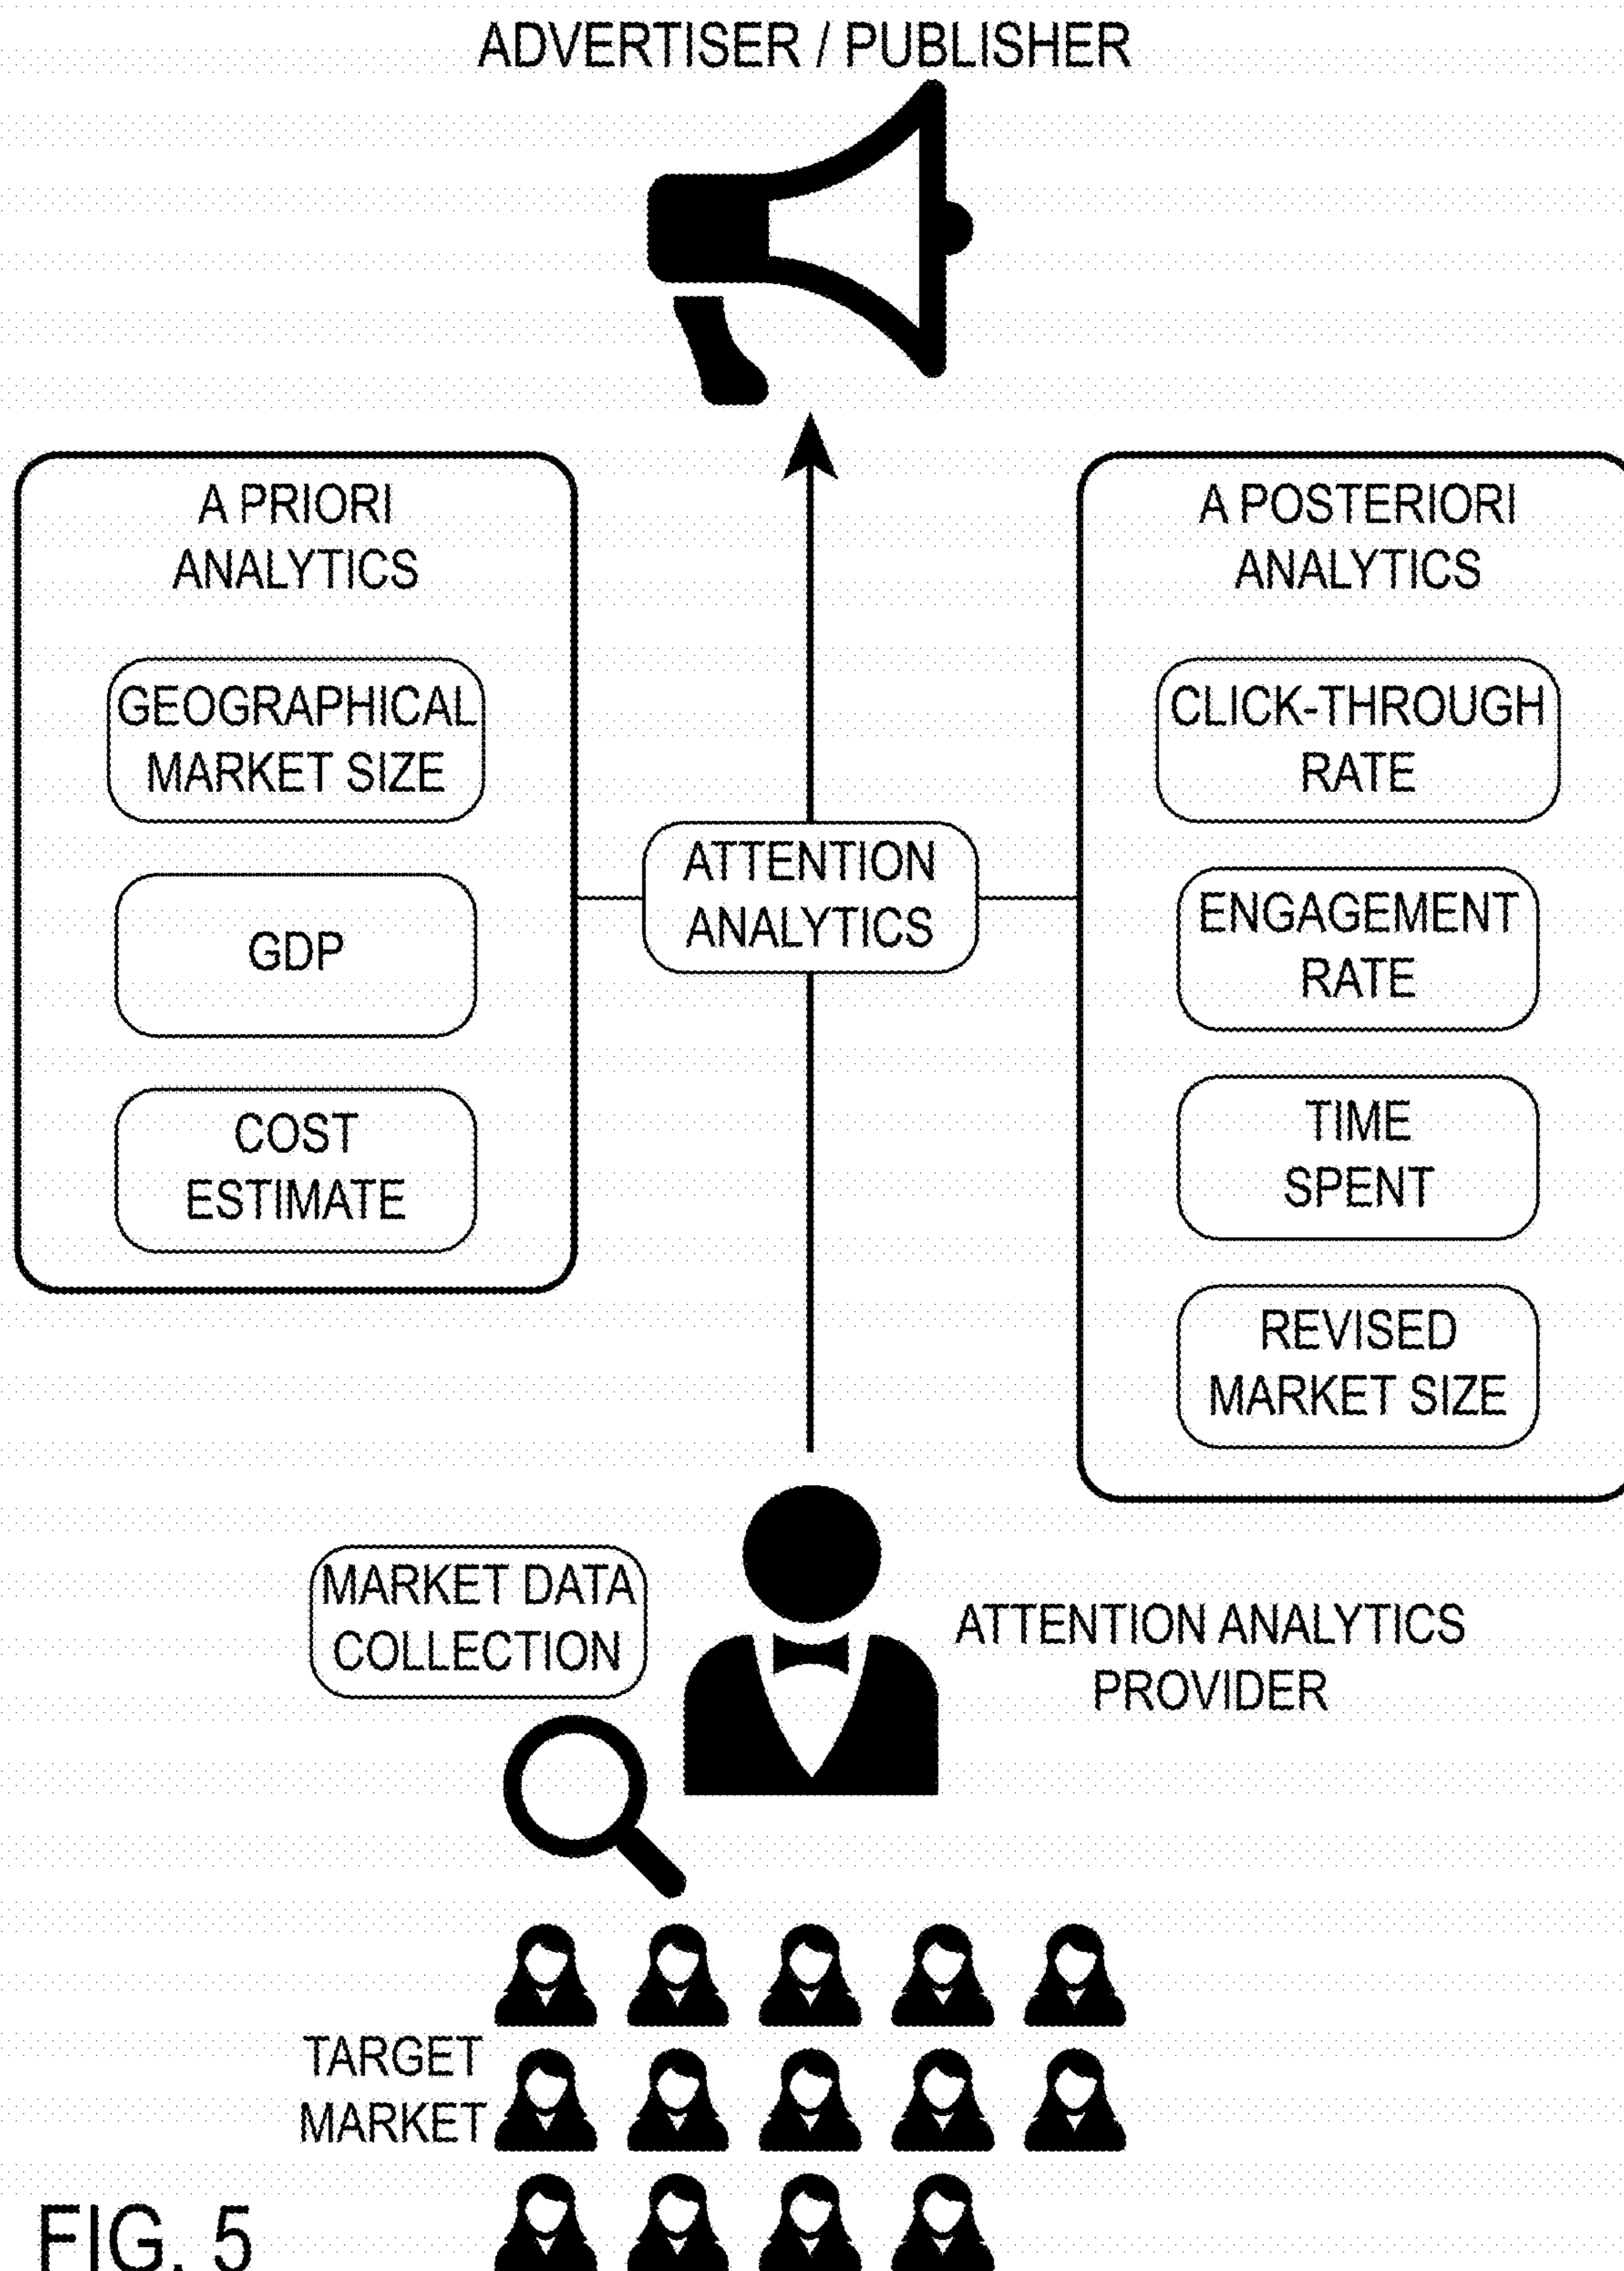 ADVERTISER / PUBLISHER
A PRIORI
ANALYTICS
GEOGRAPHICAL
MARKET SIZE
GDP
COST
ESTIMATE
ATTENTION
ANALYTICS
A POSTERIORI
ANALYTICS
CLICK-THROUGH
RATE
ENGAGEMENT
RATE
TIME
SPENT
REVISED
MARKET SIZE
MARKET DATA
COLLECTION
ATTENTION ANALYTICS
PROVIDER
TARGET
MARKET
FIG. 5